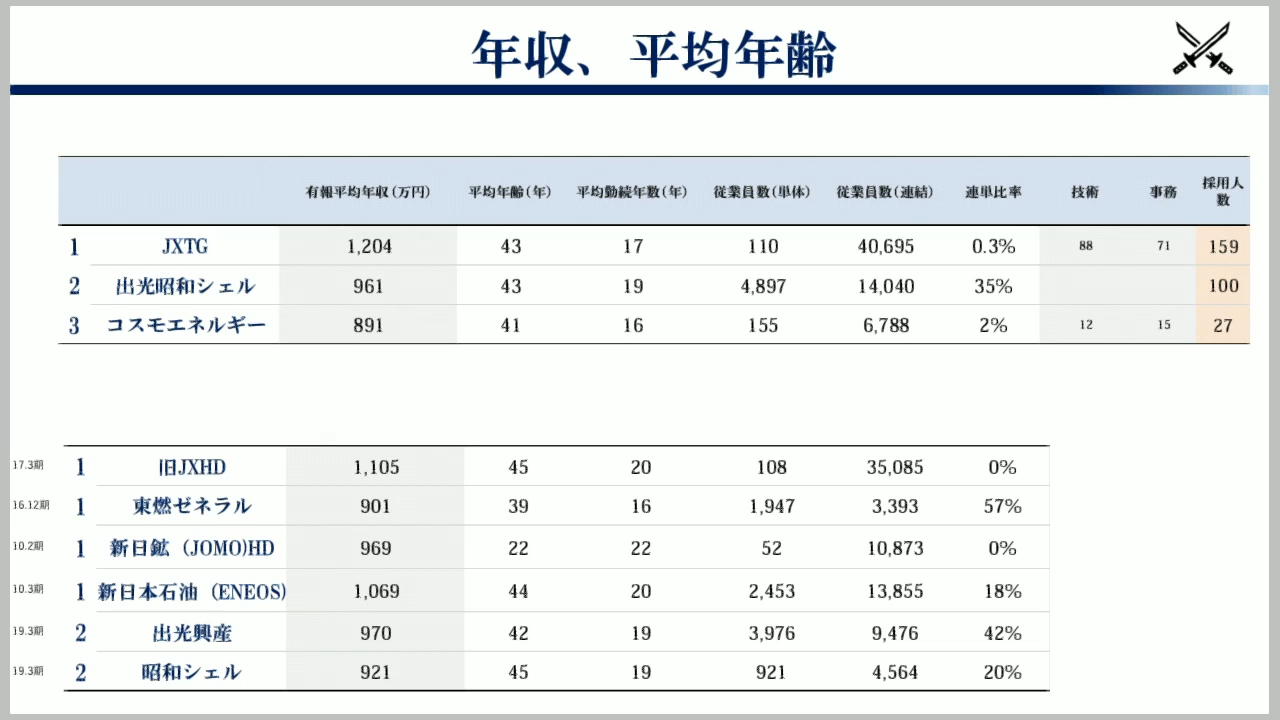 年収、平均年齢
有報平均年収(万円) 平均年齢(年) 平均勤続年数(年) 従業員数(単体) 従業員数(連結) 連単比率 技術 事務 採用人数
1 JXTG 1,204 43 17 110 40,695 0.3% 88 71 159
2 出光昭和シェル 961 43 19 4,897 14,040 35% 100
3 コスモエネルギー 891 41 16 155 6,788 2% 12 15 27
17.3期 1 旧JXHD 1,105 45 20 108 35,085 0%
16.12期 1 東燃ゼネラル 901 39 16 1,947 3,393 57%
10.2期 1 新日鉱(JOMO)HD 969 22 22 52 10,873 0%
10.3期 1 新日本石油(ENEOS) 1,069 44 20 2,453 13,855 18%
19.3期 2 出光興産 970 42 19 3,976 9,476 42%
19.3期 2 昭和シェル 921 45 19 921 4,564 20%